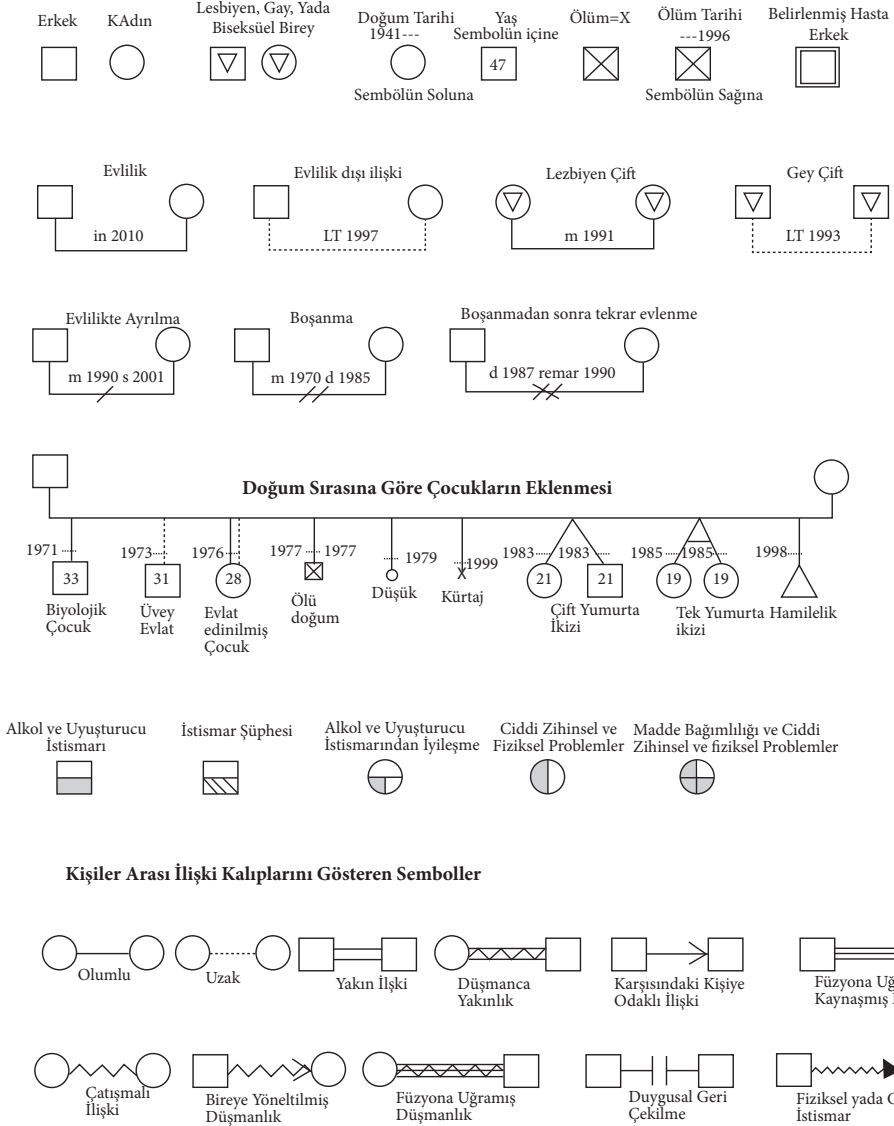 Erkek
KAdın
Lesbiyen, Gay, Yada
Biseksüel Birey
Doğum Tarihi
1941---
Sembölün Soluna
Yaş
Sembolün içine
47
Ölüm=X
Ölüm Tarihi
---1996
Sembölün Sağına
Belirlenmiş Hasta
Erkek
Evlilik
in 2010
Evlilik dışı ilişki
LT 1997
Lezbiyen Çift
m 1991
Gey Çift
LT 1993
Evlilikte Ayrılma
m 1990 s 2001
Boşanma
m 1970 d 1985
Boşanmadan sonra tekrar evlenme
d 1987 remar 1990
Doğum Sırasına Göre Çocukların Eklenmesi
1971
33
Biyolojik
Çocuk
1973
31
Üvey
Evlat
1976
28
Evlat
edinilmiş
Çocuk
1977 1977
Ölü
doğum
1979
Düşük
1999
X
Kürtaj
1983 1983
21 21
Çift Yumurta
İkizi
1985 1985
19 19
Tek Yumurta
ikizi
1998
Hamilelik
Alkol ve Uyuşturucu
İstismarı
İstismar Şüphesi
Alkol ve Uyuşturucu
İstismarından İyileşme
Ciddi Zihinsel ve
Fiziksel Problemler
Madde Bağımlılığı ve Ciddi
Zihinsel ve fiziksel Problemler
Kişiler Arası İlişki Kalıplarını Gösteren Semboller
Olumlu
Uzak
Yakın İlşki
Düşmanca
Yakınlık
Karşısındaki Kişiye
Odaklı İlişki
Füzyona Uğ
Kaynaşmış
Çatışmalı
İlişki
Bireye Yöneltilmiş
Düşmanlık
Füzyona Uğramış
Düşmanlık
Duygusal Geri
Çekilme
Fiziksel yada
İstismar